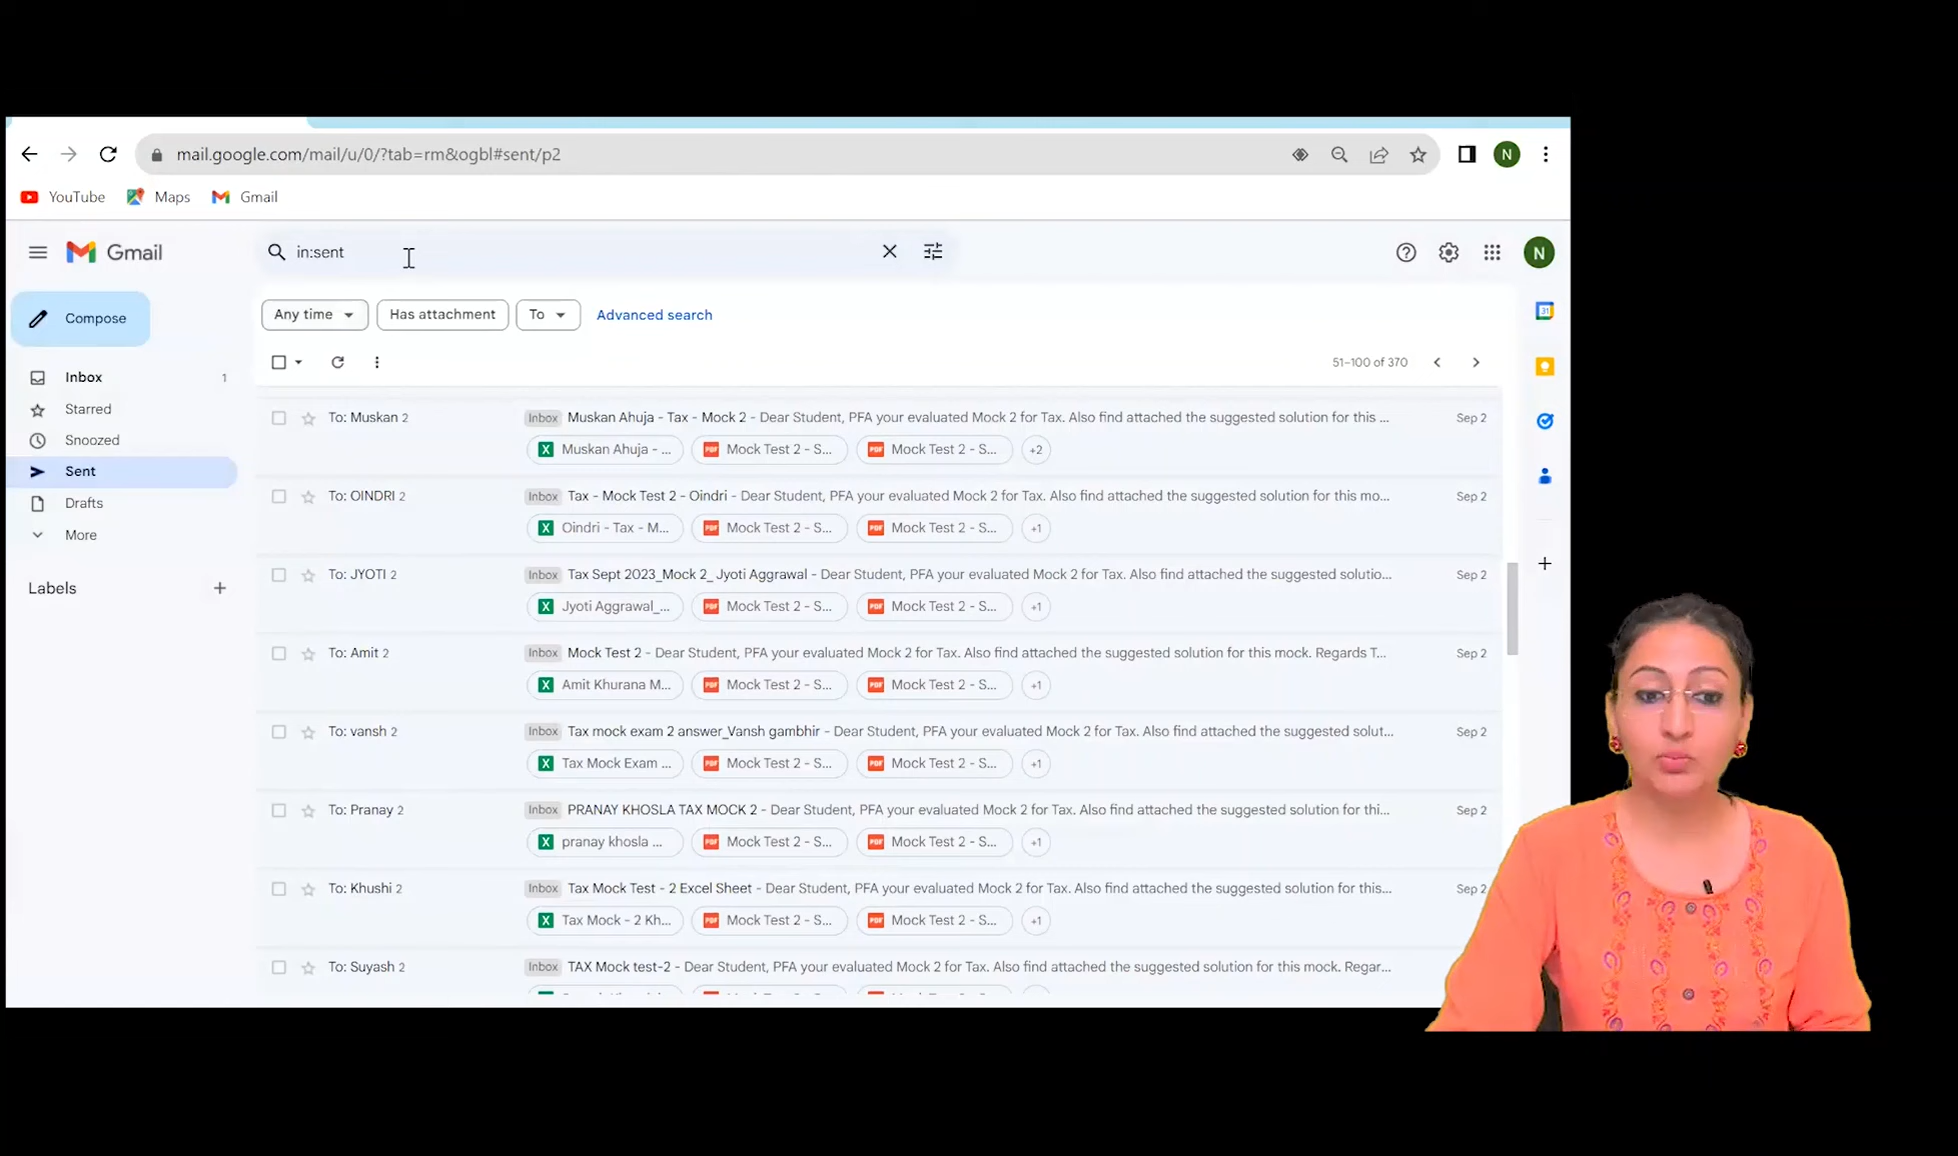 mail.google.com/mail/u/0/?tab=rm&ogbl#sent/p2
N
YouTube Maps Gmail
Gmail
in:sent
N
Compose
Any time Has attachment To Advanced search
51–100 of 370
Inbox 1
Starred
Snoozed
Sent
Drafts
More
Labels
To: Muskan 2 Inbox Muskan Ahuja - Tax - Mock 2 - Dear Student, PFA your evaluated Mock 2 for Tax. Also find attached the suggested solution for this ... Sep 2
Muskan Ahuja - ... PDF Mock Test 2 - S... PDF Mock Test 2 - S... +2
To: OINDRI 2 Inbox Tax - Mock Test 2 - Oindri - Dear Student, PFA your evaluated Mock 2 for Tax. Also find attached the suggested solution for this mo... Sep 2
Oindri - Tax - M... PDF Mock Test 2 - S... PDF Mock Test 2 - S... +1
To: JYOTI 2 Inbox Tax Sept 2023_Mock 2_ Jyoti Aggrawal - Dear Student, PFA your evaluated Mock 2 for Tax. Also find attached the suggested solutio... Sep 2
Jyoti Aggrawal_... PDF Mock Test 2 - S... PDF Mock Test 2 - S... +1
To: Amit 2 Inbox Mock Test 2 - Dear Student, PFA your evaluated Mock 2 for Tax. Also find attached the suggested solution for this mock. Regards T... Sep 2
Amit Khurana M... PDF Mock Test 2 - S... PDF Mock Test 2 - S... +1
To: vansh 2 Inbox Tax mock exam 2 answer_Vansh gambhir - Dear Student, PFA your evaluated Mock 2 for Tax. Also find attached the suggested solut... Sep 2
Tax Mock Exam ... PDF Mock Test 2 - S... PDF Mock Test 2 - S... +1
To: Pranay 2 Inbox PRANAY KHOSLA TAX MOCK 2 - Dear Student, PFA your evaluated Mock 2 for Tax. Also find attached the suggested solution for thi... Sep 2
pranay khosla ... PDF Mock Test 2 - S... PDF Mock Test 2 - S... +1
To: Khushi 2 Inbox Tax Mock Test - 2 Excel Sheet - Dear Student, PFA your evaluated Mock 2 for Tax. Also find attached the suggested solution for this... Sep 2
Tax Mock - 2 Kh... PDF Mock Test 2 - S... PDF Mock Test 2 - S... +1
To: Suyash 2 Inbox TAX Mock test-2 - Dear Student, PFA your evaluated Mock 2 for Tax. Also find attached the suggested solution for this mock. Regar...